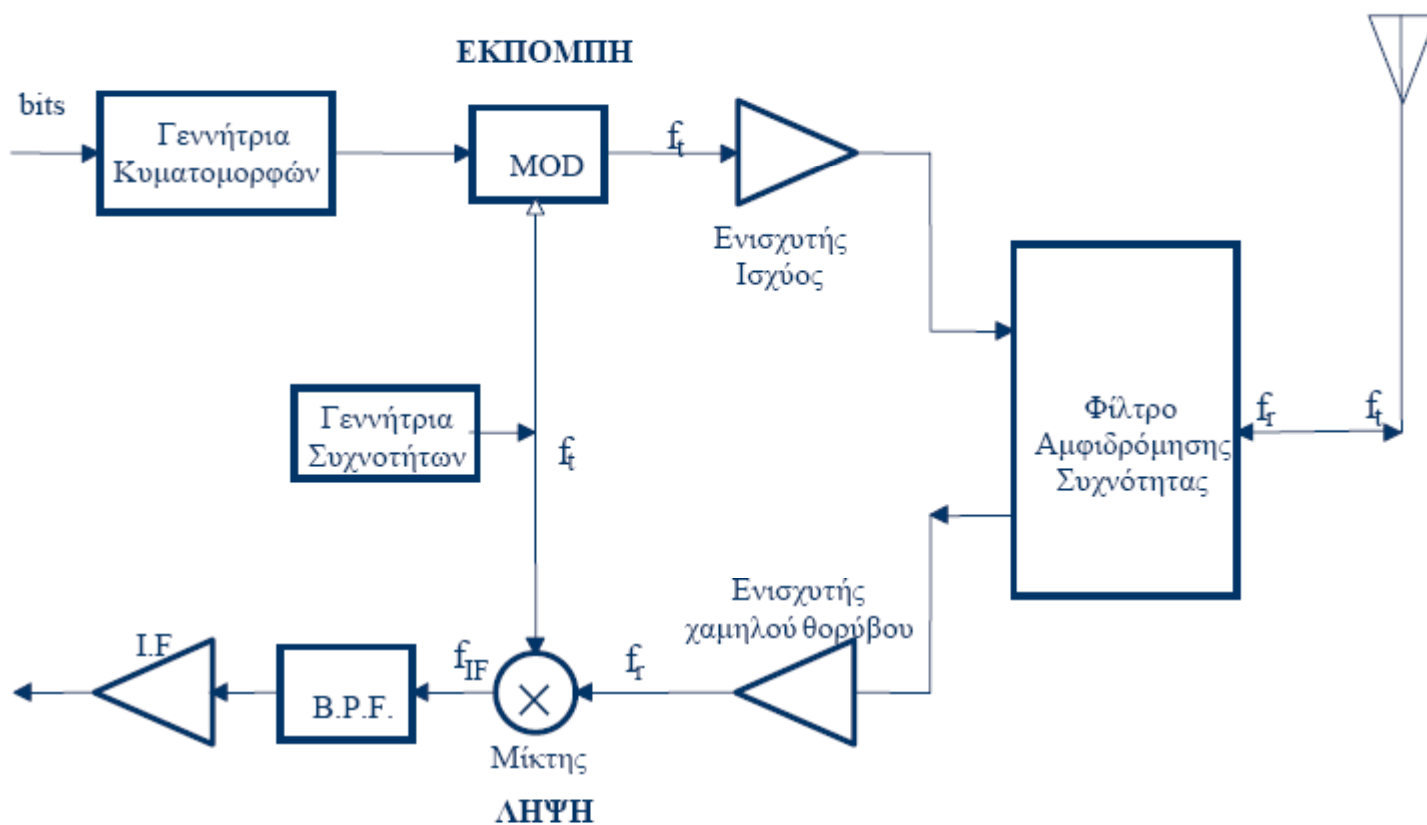 ΕΚΠΟΜΠΗ
bits
Γεννήτρια
Κυματομορφών
MOD
fₜ
Ενισχυτής
Ισχύος
Γεννήτρια
Συχνοτήτων
fₜ
Φίλτρο
Αμφιδρόμησης
Συχνότητας
fᵣ
fₜ
Ενισχυτής
χαμηλού θορύβου
I.F
B.P.F.
f_IF
fᵣ
Μίκτης
ΛΗΨΗ